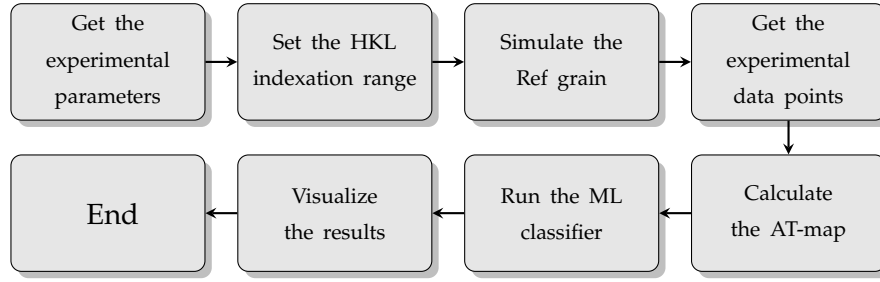 Get the
experimental
parameters
Set the HKL
indexation range
Simulate the
Ref grain
Get the
experimental
data points
Calculate
the AT-map
Run the ML
classifier
Visualize
the results
End